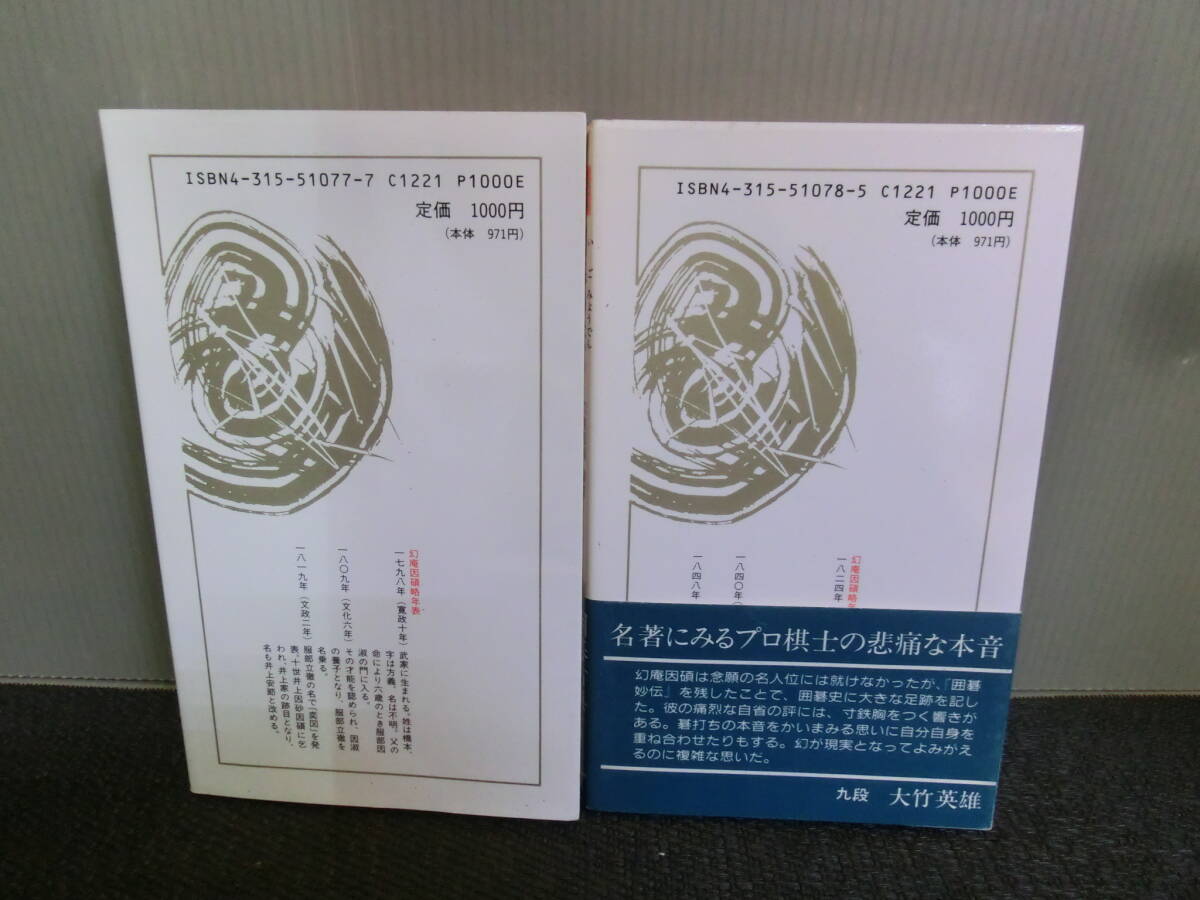 ISBN4-315-51077-7 C1221 P1000E
定価 1000円
(本体 971円)
幻庵因碩略年表
一七九八年(寛政十年)
武家に生まれる。姓は橋本、
字は方義、名は不明。父の
命により六歳のとき服部因
淑の門に入る。
一八〇九年(文化六年)
その才能を認められ、因淑
の養子となり、服部立徹を
名乗る。
一八一九年(文政二年)
服部立徹の名で「奕図」を発
表。十世井上因砂因碩に乞
われ、井上家の跡目となり、
名も井上安節と改める。
いごみょうでん
ISBN4-315-51078-5 C1221 P1000E
定価 1000円
(本体 971円)
幻庵因碩略年
一八二四年
一八四〇年(
一八四八年
名著にみるプロ棋士の悲痛な本音
幻庵因碩は念願の名人位には就けなかったが、『囲碁
妙伝』を残したことで、囲碁史に大きな足跡を記し
た。彼の痛烈な自省の評には、寸鉄胸をつく響きが
ある。碁打ちの本音をかいまみる思いに自分自身を
重ね合わせたりもする。幻が現実となってよみがえ
るのに複雑な思いだ。
九段 大竹英雄